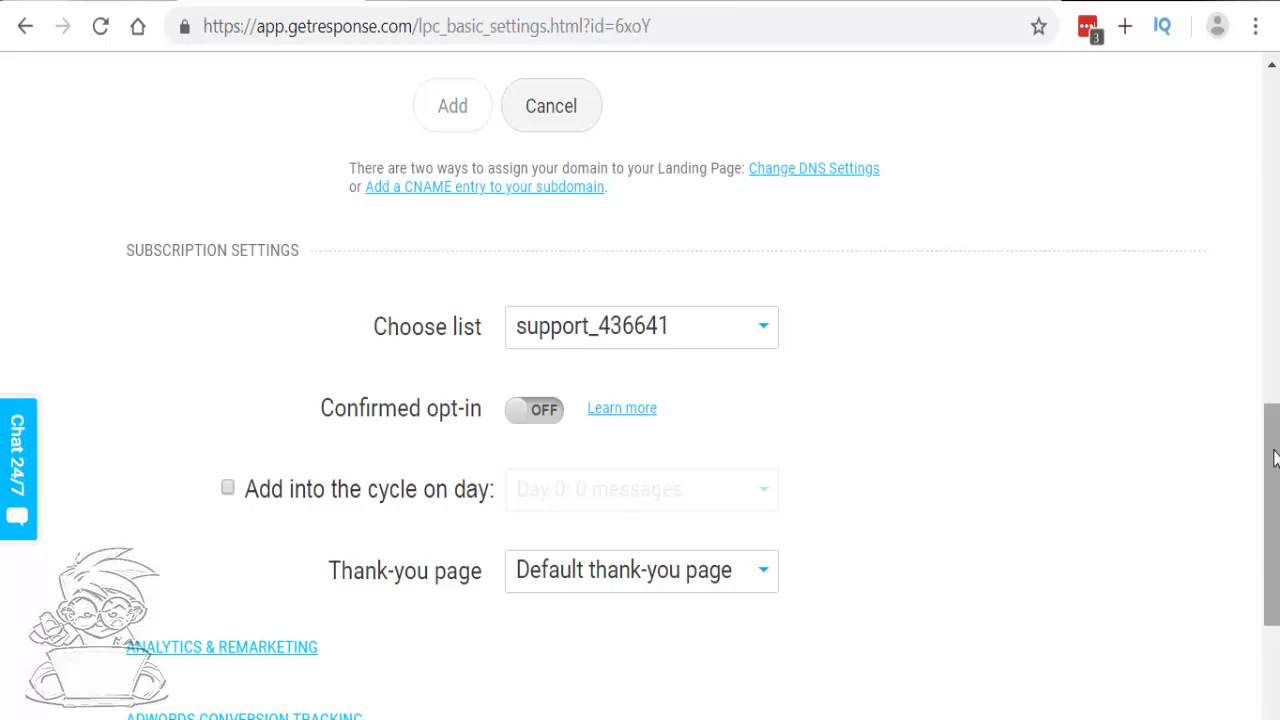 https://app.getresponse.com/lpc_basic_settings.html?id=6xoY
3
IQ
Add
Cancel
There are two ways to assign your domain to your Landing Page: Change DNS Settings
or Add a CNAME entry to your subdomain.
SUBSCRIPTION SETTINGS
Choose list
support_436641
Confirmed opt-in
OFF
Learn more
Chat 24/7
Add into the cycle on day:
Day 0: 0 messages
Thank-you page
Default thank-you page
ANALYTICS & REMARKETING
ADWORDS CONVERSION TRACKING